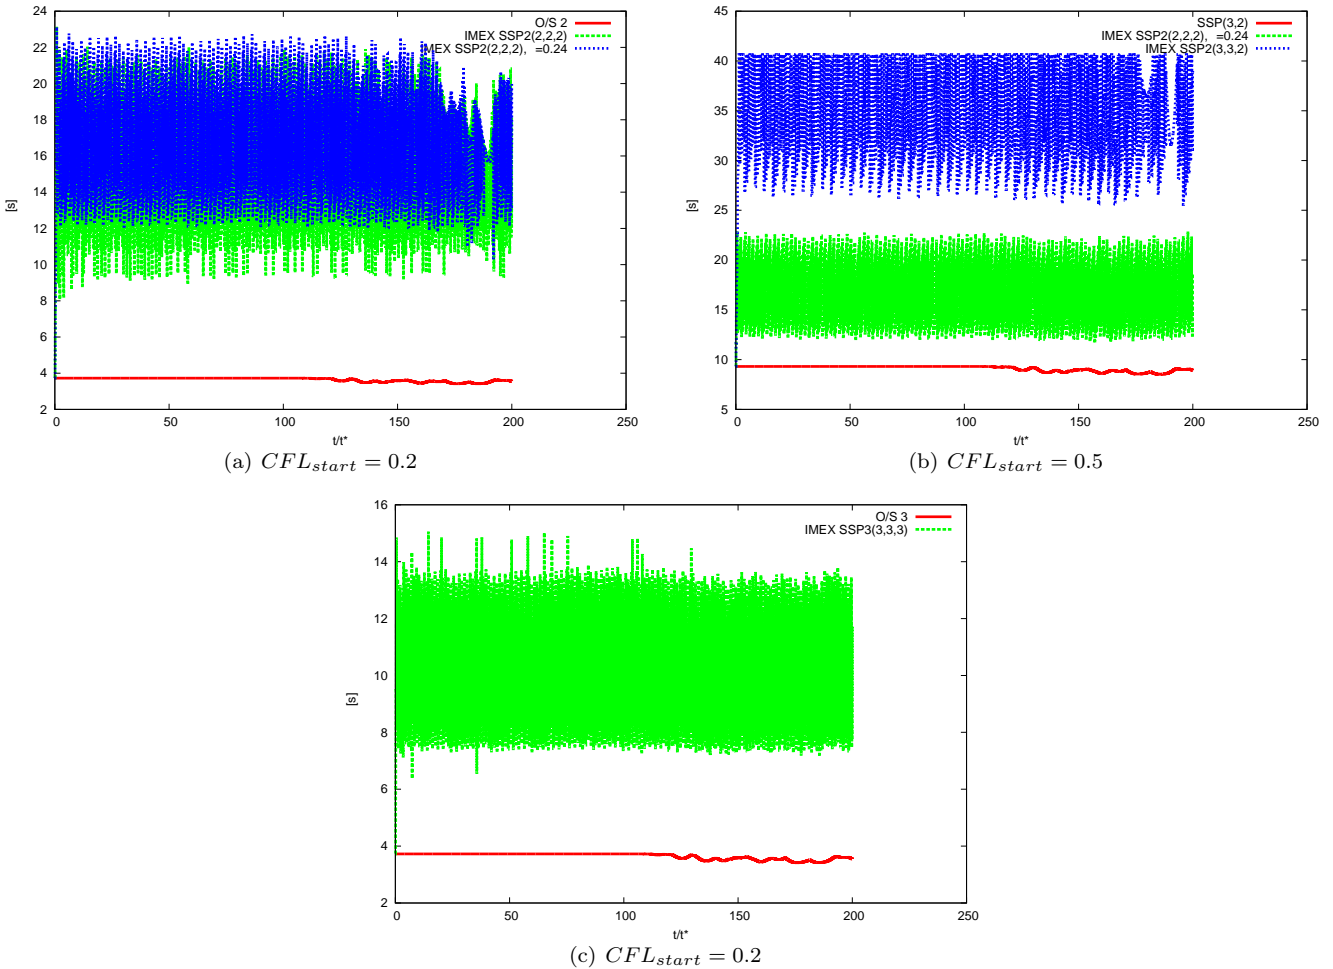 24
22
20
18
16
14
12
10
8
6
4
2
[s]
O/S 2
IMEX SSP2(2,2,2)
IMEX SSP2(2,2,2), =0.24
0 50 100 150 200 250
t/t*
(a) CFLstart = 0.2
45
40
35
30
25
20
15
10
5
[s]
SSP(3,2)
IMEX SSP2(2,2,2), =0.24
IMEX SSP2(3,3,2)
0 50 100 150 200 250
t/t*
(b) CFLstart = 0.5
16
14
12
10
8
6
4
2
[s]
O/S 3
IMEX SSP3(3,3,3)
0 50 100 150 200 250
t/t*
(c) CFLstart = 0.2